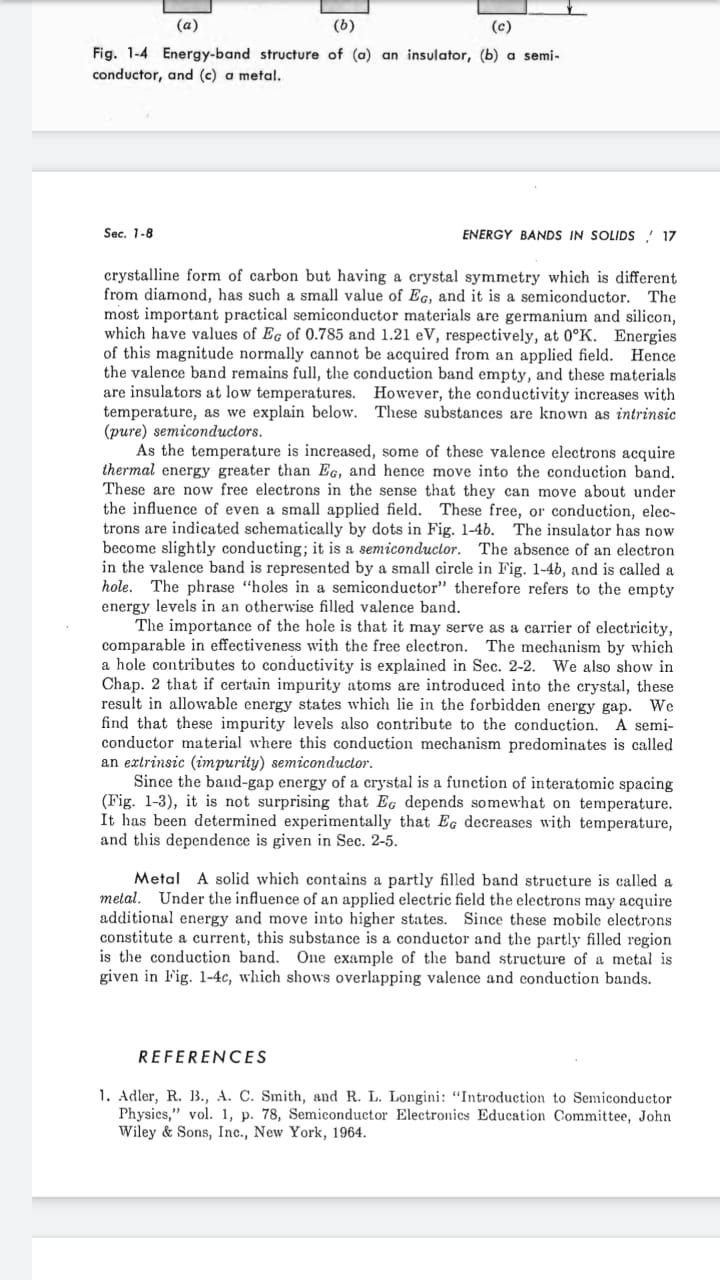 (a) (b) (c)
Fig. 1-4 Energy-band structure of (a) an insulator, (b) a semi-
conductor, and (c) a metal.
Sec. 1-8 ENERGY BANDS IN SOLIDS / 17
crystalline form of carbon but having a crystal symmetry which is different
from diamond, has such a small value of EG, and it is a semiconductor. The
most important practical semiconductor materials are germanium and silicon,
which have values of EG of 0.785 and 1.21 eV, respectively, at 0°K. Energies
of this magnitude normally cannot be acquired from an applied field. Hence
the valence band remains full, the conduction band empty, and these materials
are insulators at low temperatures. However, the conductivity increases with
temperature, as we explain below. These substances are known as intrinsic
(pure) semiconductors.
As the temperature is increased, some of these valence electrons acquire
thermal energy greater than EG, and hence move into the conduction band.
These are now free electrons in the sense that they can move about under
the influence of even a small applied field. These free, or conduction, elec-
trons are indicated schematically by dots in Fig. 1-4b. The insulator has now
become slightly conducting; it is a semiconductor. The absence of an electron
in the valence band is represented by a small circle in Fig. 1-4b, and is called a
hole. The phrase "holes in a semiconductor" therefore refers to the empty
energy levels in an otherwise filled valence band.
The importance of the hole is that it may serve as a carrier of electricity,
comparable in effectiveness with the free electron. The mechanism by which
a hole contributes to conductivity is explained in Sec. 2-2. We also show in
Chap. 2 that if certain impurity atoms are introduced into the crystal, these
result in allowable energy states which lie in the forbidden energy gap. We
find that these impurity levels also contribute to the conduction. A semi-
conductor material where this conduction mechanism predominates is called
an extrinsic (impurity) semiconductor.
Since the band-gap energy of a crystal is a function of interatomic spacing
(Fig. 1-3), it is not surprising that EG depends somewhat on temperature.
It has been determined experimentally that EG decreases with temperature,
and this dependence is given in Sec. 2-5.
Metal A solid which contains a partly filled band structure is called a
metal. Under the influence of an applied electric field the electrons may acquire
additional energy and move into higher states. Since these mobile electrons
constitute a current, this substance is a conductor and the partly filled region
is the conduction band. One example of the band structure of a metal is
given in Fig. 1-4c, which shows overlapping valence and conduction bands.
REFERENCES
1. Adler, R. B., A. C. Smith, and R. L. Longini: "Introduction to Semiconductor
Physics," vol. 1, p. 78, Semiconductor Electronics Education Committee, John
Wiley & Sons, Inc., New York, 1964.